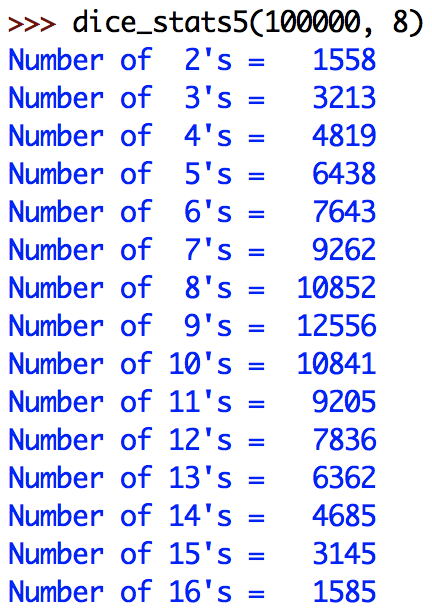 >>> dice_stats5(100000, 8)
Number of  2's =   1558
Number of  3's =   3213
Number of  4's =   4819
Number of  5's =   6438
Number of  6's =   7643
Number of  7's =   9262
Number of  8's =  10852
Number of  9's =  12556
Number of 10's =  10841
Number of 11's =   9205
Number of 12's =   7836
Number of 13's =   6362
Number of 14's =   4685
Number of 15's =   3145
Number of 16's =   1585